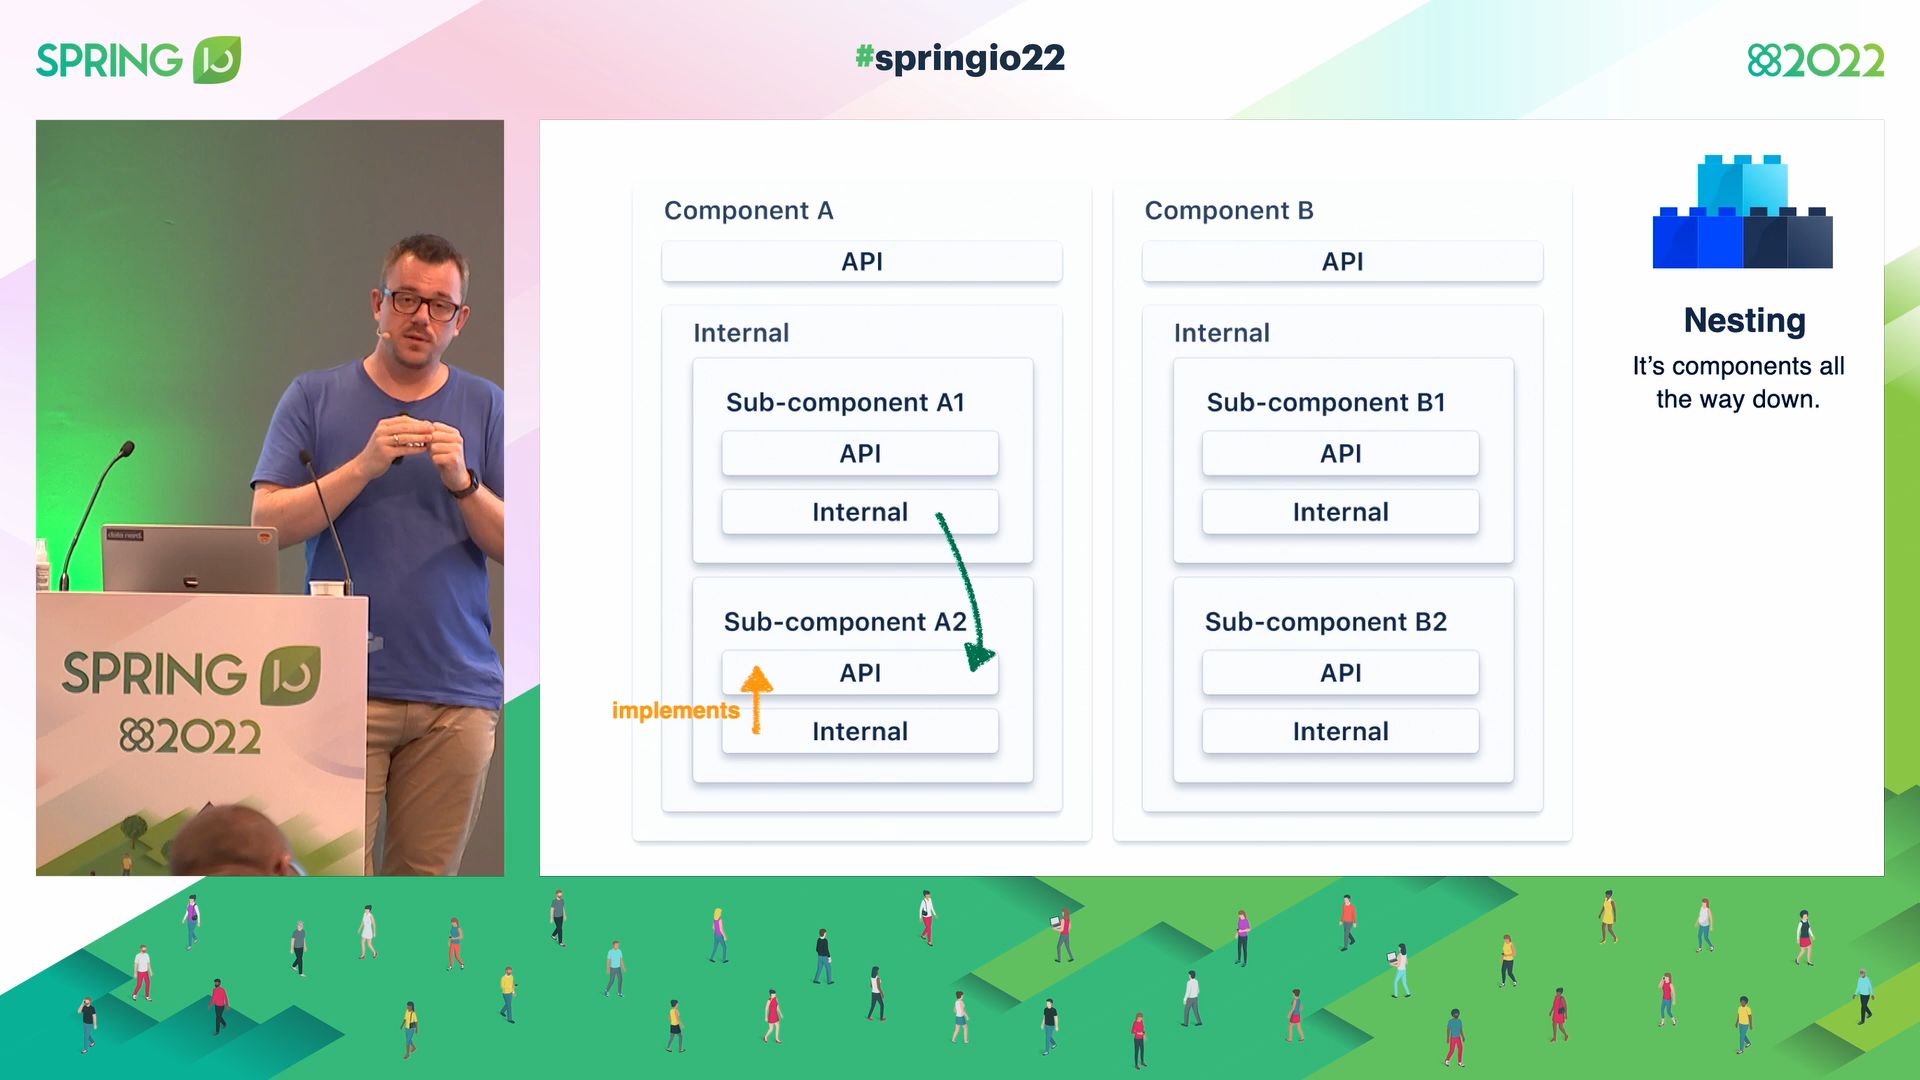 SPRING IO
#springio22
2022
Component A
API
Internal
Sub-component A1
API
Internal
Sub-component A2
API
implements
Internal
Component B
API
Internal
Sub-component B1
API
Internal
Sub-component B2
API
Internal
Nesting
It's components all
the way down.
data nerd.
SPRING IO
2022